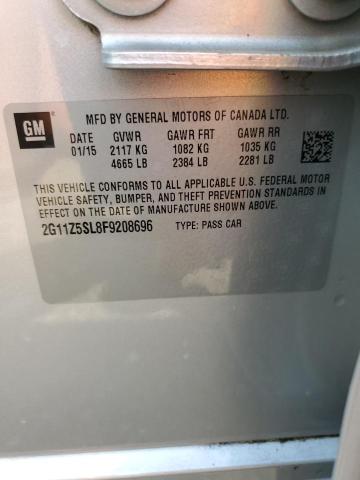 GM
MFD BY GENERAL MOTORS OF CANADA LTD.
DATE GVWR GAWR FRT GAWR RR
01/15 2117 KG 1082 KG 1035 KG
4665 LB 2384 LB 2281 LB
THIS VEHICLE CONFORMS TO ALL APPLICABLE U.S. FEDERAL MOTOR
VEHICLE SAFETY, BUMPER, AND THEFT PREVENTION STANDARDS IN
EFFECT ON THE DATE OF MANUFACTURE SHOWN ABOVE.
2G11Z5SL8F9208696 TYPE: PASS CAR